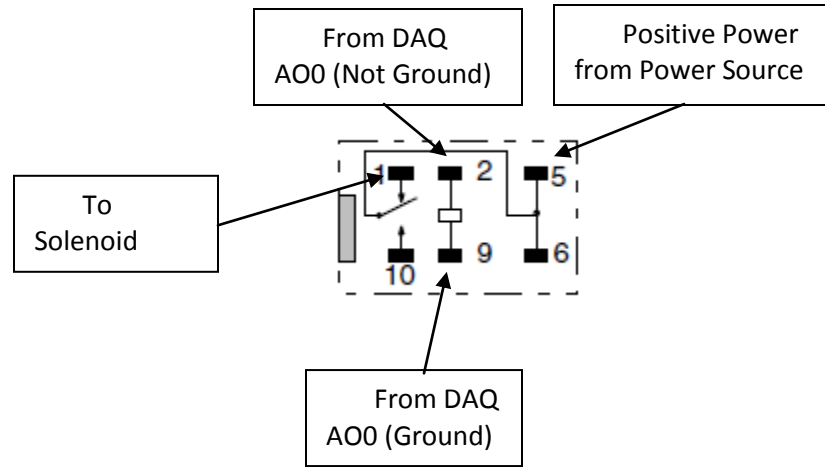 From DAQ
AO0 (Not Ground)
Positive Power
from Power Source
To
Solenoid
1
2
5
10
9
6
From DAQ
AO0 (Ground)